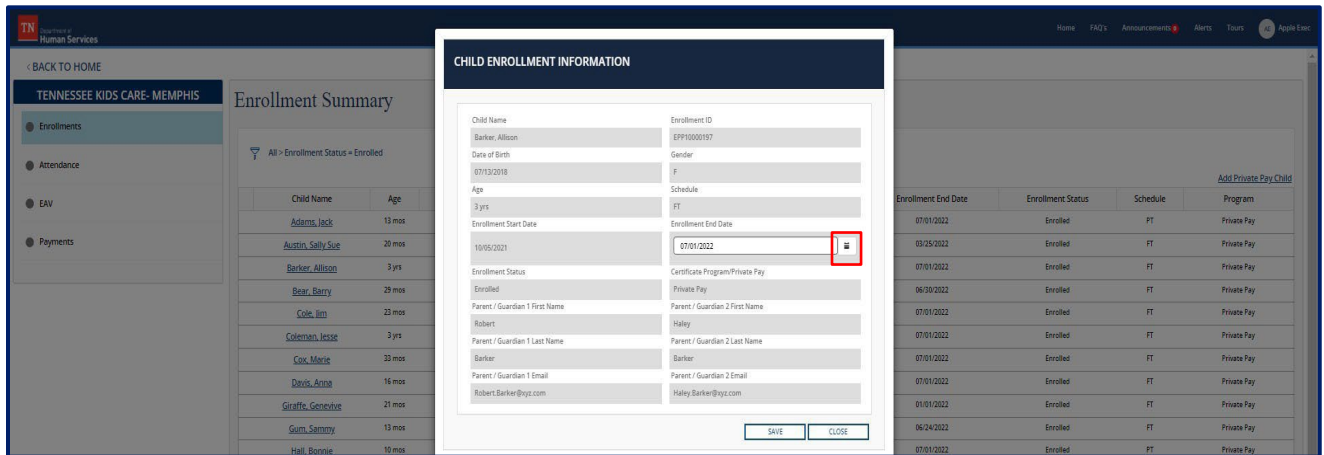 TN Department of
Human Services
Home FAQ's Announcements Alerts Tours AE Apple Exec
< BACK TO HOME
TENNESSEE KIDS CARE- MEMPHIS
Enrollments
Attendance
EAV
Payments
Enrollment Summary
All > Enrollment Status = Enrolled
Add Private Pay Child
Child Name Age Enrollment End Date Enrollment Status Schedule Program
Adams, Jack 13 mos 07/01/2022 Enrolled PT Private Pay
Austin, Sally Sue 20 mos 03/25/2022 Enrolled FT Private Pay
Barker, Allison 3 yrs 07/01/2022 Enrolled FT Private Pay
Bear, Barry 29 mos 06/30/2022 Enrolled FT Private Pay
Cole, Jim 23 mos 07/01/2022 Enrolled FT Private Pay
Coleman, Jesse 3 yrs 07/01/2022 Enrolled FT Private Pay
Cox, Marie 33 mos 07/01/2022 Enrolled FT Private Pay
Davis, Anna 16 mos 07/01/2022 Enrolled FT Private Pay
Giraffe, Genevive 21 mos 01/01/2022 Enrolled FT Private Pay
Gum, Sammy 13 mos 06/24/2022 Enrolled FT Private Pay
Hall, Bonnie 10 mos 07/01/2022 Enrolled PT Private Pay
CHILD ENROLLMENT INFORMATION
Child Name Enrollment ID
Barker, Allison EPP10000197
Date of Birth Gender
07/13/2018 F
Age Schedule
3 yrs FT
Enrollment Start Date Enrollment End Date
10/05/2021 07/01/2022
Enrollment Status Certificate Program/Private Pay
Enrolled Private Pay
Parent / Guardian 1 First Name Parent / Guardian 2 First Name
Robert Haley
Parent / Guardian 1 Last Name Parent / Guardian 2 Last Name
Barker Barker
Parent / Guardian 1 Email Parent / Guardian 2 Email
Robert.Barker@xyz.com Haley.Barker@xyz.com
SAVE CLOSE